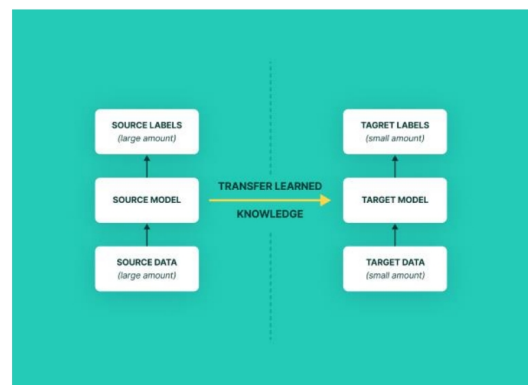 SOURCE LABELS
(large amount)
TAGRET LABELS
(small amount)
SOURCE MODEL
TRANSFER LEARNED
KNOWLEDGE
TARGET MODEL
SOURCE DATA
(large amount)
TARGET DATA
(small amount)